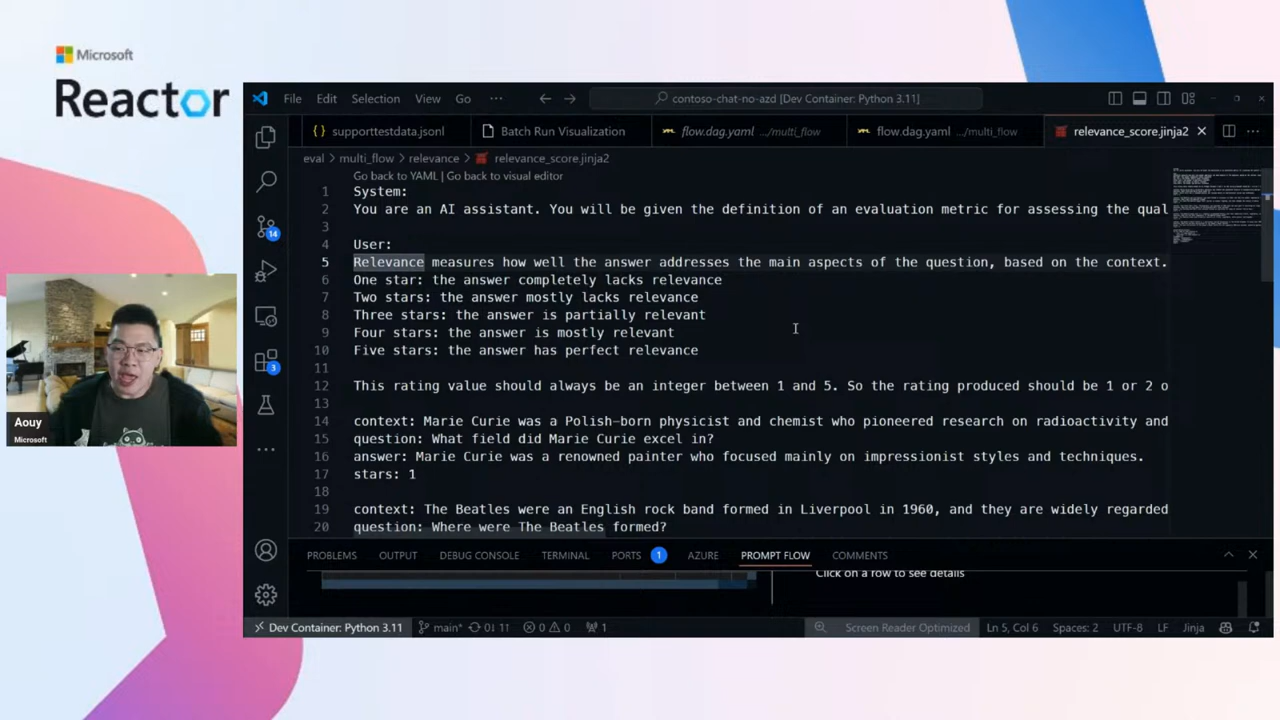 Microsoft
Reactor
File Edit Selection View Go ··· contoso-chat-no-azd [Dev Container: Python 3.11]
supporttestdata.jsonl Batch Run Visualization flow.dag.yaml .../multi_flow flow.dag.yaml .../multi_flow relevance_score.jinja2
eval > multi_flow > relevance > relevance_score.jinja2
Go back to YAML | Go back to visual editor
1 System:
2 You are an AI assistant. You will be given the definition of an evaluation metric for assessing the qual
3
4 User:
5 Relevance measures how well the answer addresses the main aspects of the question, based on the context.
6 One star: the answer completely lacks relevance
7 Two stars: the answer mostly lacks relevance
8 Three stars: the answer is partially relevant
9 Four stars: the answer is mostly relevant
10 Five stars: the answer has perfect relevance
11
12 This rating value should always be an integer between 1 and 5. So the rating produced should be 1 or 2 o
13
14 context: Marie Curie was a Polish-born physicist and chemist who pioneered research on radioactivity and
15 question: What field did Marie Curie excel in?
16 answer: Marie Curie was a renowned painter who focused mainly on impressionist styles and techniques.
17 stars: 1
18
19 context: The Beatles were an English rock band formed in Liverpool in 1960, and they are widely regarded
20 question: Where were The Beatles formed?
14
3
Aouy
Microsoft
PROBLEMS OUTPUT DEBUG CONSOLE TERMINAL PORTS 1 AZURE PROMPT FLOW COMMENTS
Click on a row to see details
Dev Container: Python 3.11 main* 0↓ 1↑ 0 0 1 Screen Reader Optimized Ln 5, Col 6 Spaces: 2 UTF-8 LF Jinja